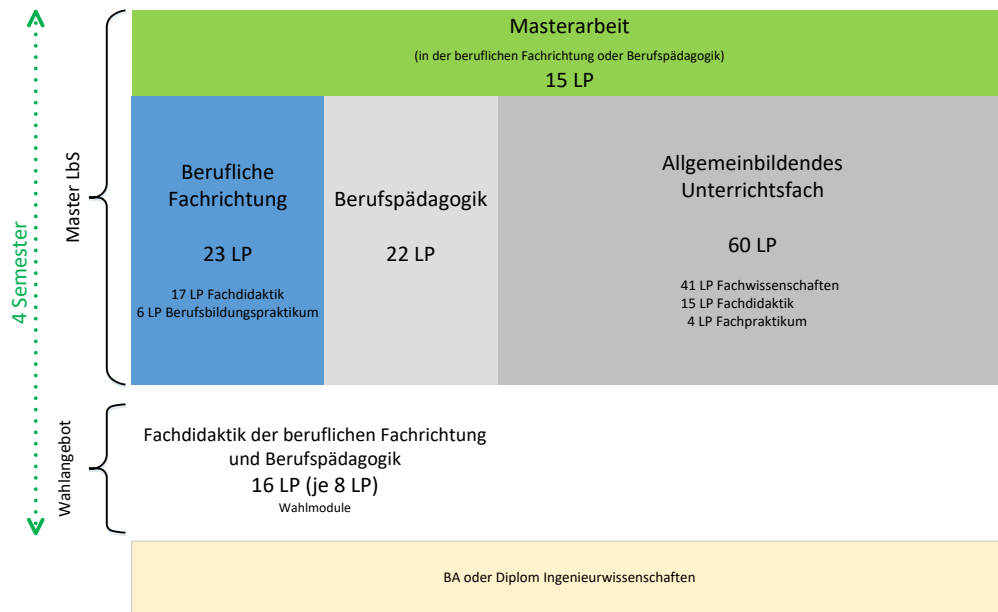 Masterarbeit
(in der beruflichen Fachrichtung oder Berufspädagogik)
15 LP
Berufliche
Fachrichtung
23 LP
17 LP Fachdidaktik
6 LP Berufsbildungspraktikum
Berufspädagogik
22 LP
Allgemeinbildendes
Unterrichtsfach
60 LP
41 LP Fachwissenschaften
15 LP Fachdidaktik
4 LP Fachpraktikum
Master LbS
4 Semester
Wahlangebot
Fachdidaktik der beruflichen Fachrichtung
und Berufspädagogik
16 LP (je 8 LP)
Wahlmodule
BA oder Diplom Ingenieurwissenschaften